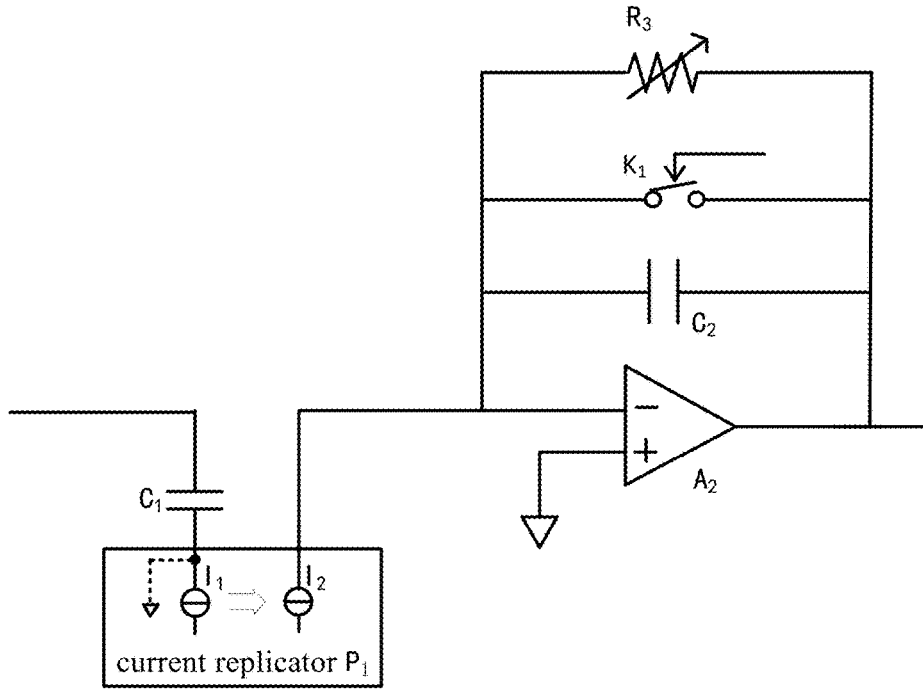 R₃
K₁
C₂
−
+
A₂
C₁
I₁ I₂
current replicator P₁